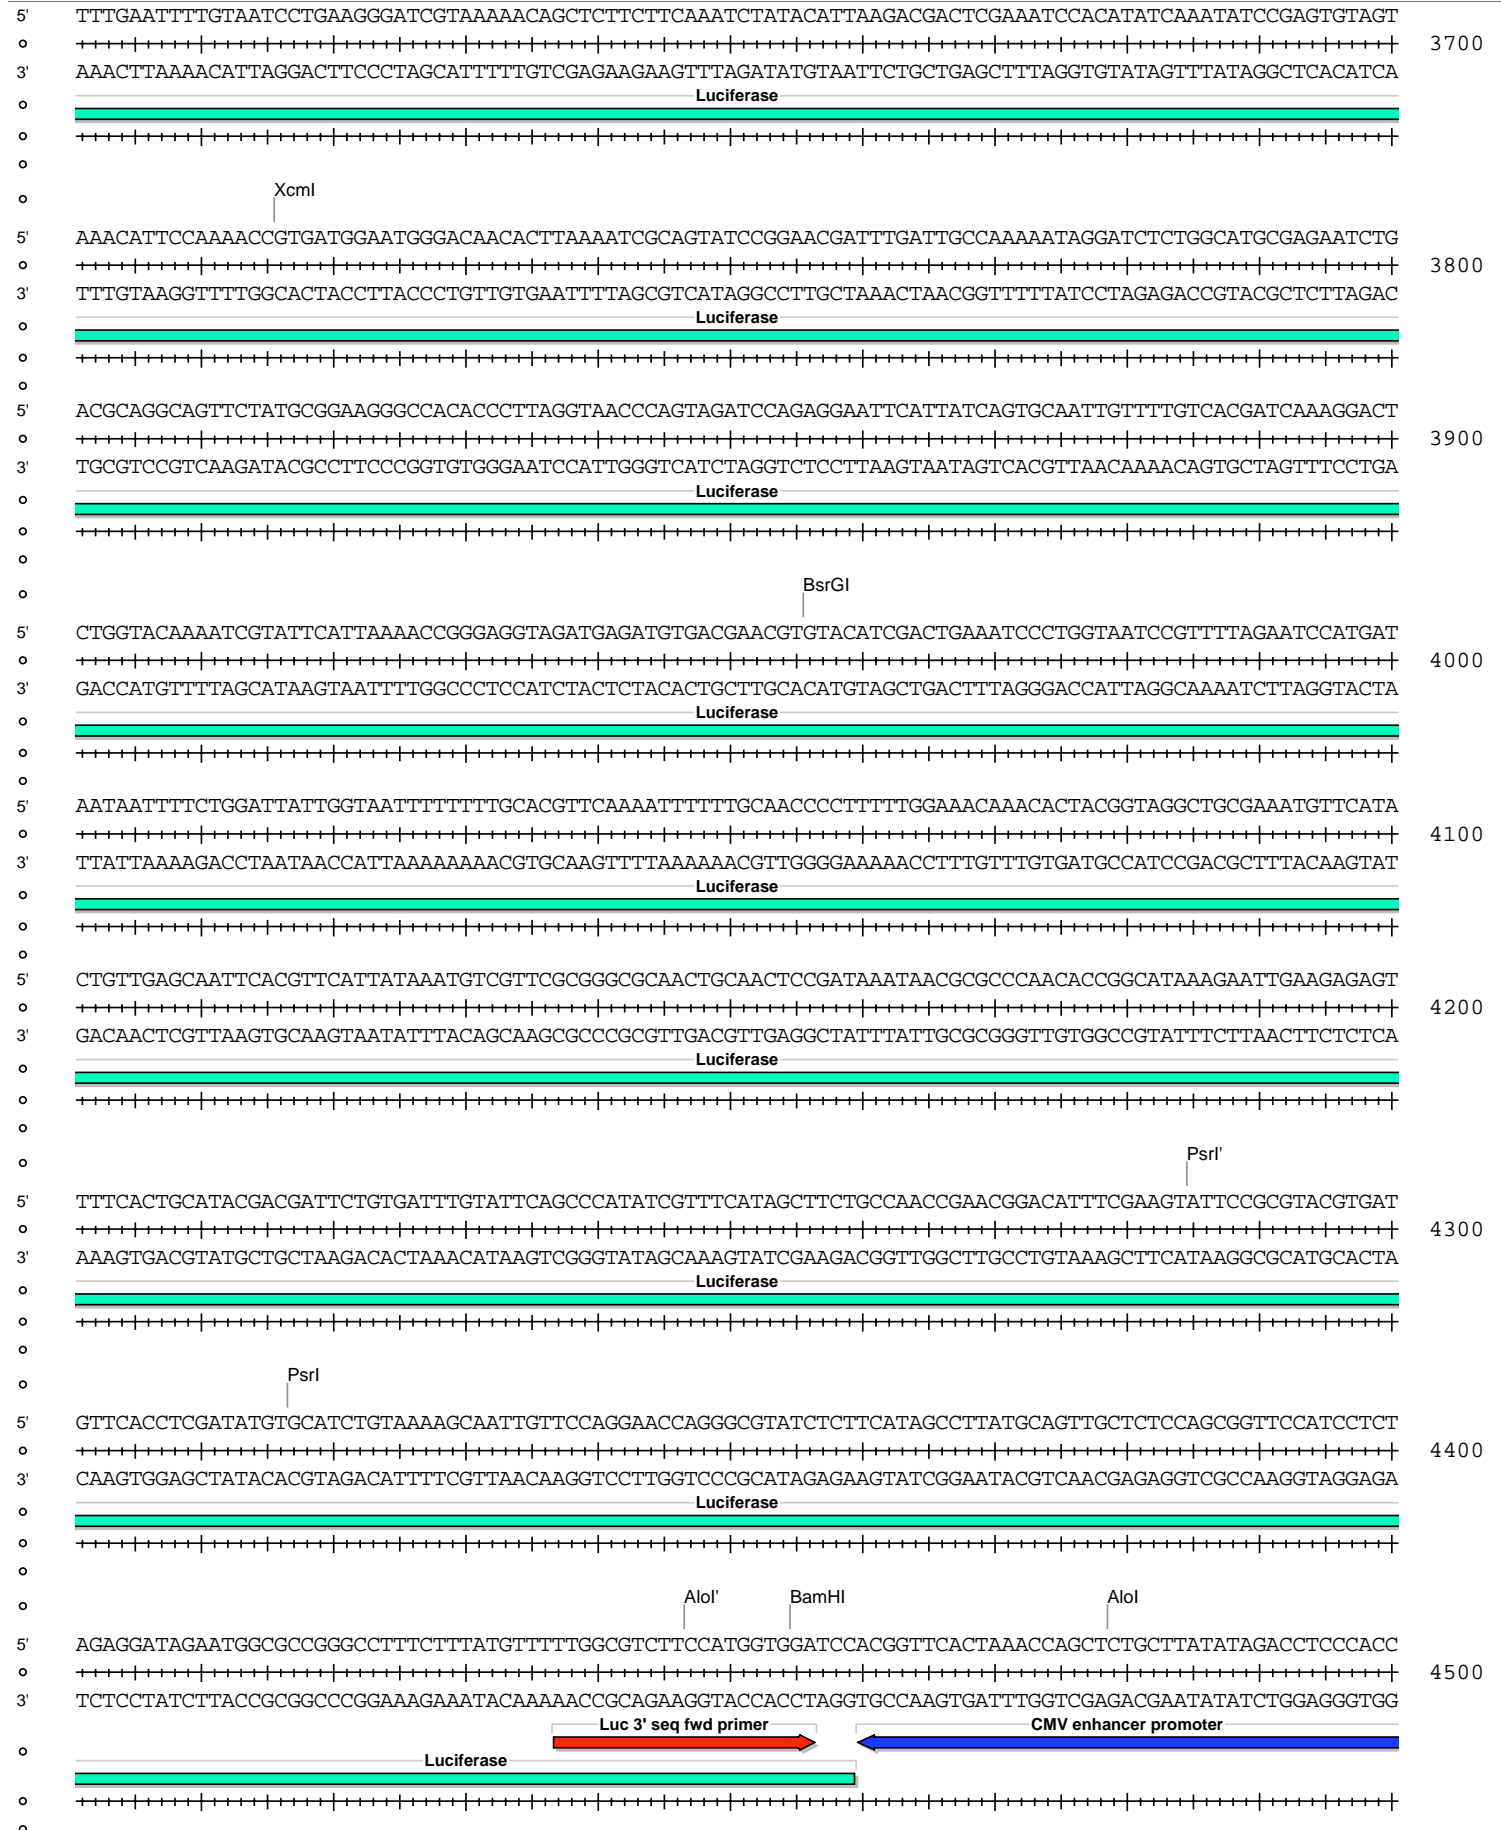 5' TTTGAATTTTGTAATCCTGAAGGGATCGTAAAAACAGCTCTTCTTCAAATCTATACATTAAGACGACTCGAAATCCACATATCAAATATCCGAGTGTAGT
3700
3' AAACTTAAAACATTAGGACTTCCCTAGCATTTTTGTCGAGAAGAAGTTTAGATATGTAATTCTGCTGAGCTTTAGGTGTATAGTTTATAGGCTCACATCA
Luciferase
XcmI
5' AAACATTCCAAAACCGTGATGGAATGGGACAACACTTAAAATCGCAGTATCCGGAACGATTTGATTGCCAAAAATAGGATCTCTGGCATGCGAGAATCTG
3800
3' TTTGTAAGGTTTTGGCACTACCTTACCCTGTTGTGAATTTTAGCGTCATAGGCCTTGCTAAACTAACGGTTTTTATCCTAGAGACCGTACGCTCTTAGAC
Luciferase
5' ACGCAGGCAGTTCTATGCGGAAGGGCCACACCCTTAGGTAACCCAGTAGATCCAGAGGAATTCATTATCAGTGCAATTGTTTTGTCACGATCAAAGGACT
3900
3' TGCGTCCGTCAAGATACGCCTTCCCGGTGTGGGAATCCATTGGGTCATCTAGGTCTCCTTAAGTAATAGTCACGTTAACAAAACAGTGCTAGTTTCCTGA
Luciferase
BsrGI
5' CTGGTACAAAATCGTATTCATTAAAACCGGGAGGTAGATGAGATGTGACGAACGTGTACATCGACTGAAATCCCTGGTAATCCGTTTTAGAATCCATGAT
4000
3' GACCATGTTTTAGCATAAGTAATTTTGGCCCTCCATCTACTCTACACTGCTTGCACATGTAGCTGACTTTAGGGACCATTAGGCAAAATCTTAGGTACTA
Luciferase
5' AATAATTTTCTGGATTATTGGTAATTTTTTTTGCACGTTCAAAATTTTTTGCAACCCCTTTTTGGAAACAAACACTACGGTAGGCTGCGAAATGTTCATA
4100
3' TTATTAAAAGACCTAATAACCATTAAAAAAAACGTGCAAGTTTTAAAAAACGTTGGGGAAAAACCTTTGTTTGTGATGCCATCCGACGCTTTACAAGTAT
Luciferase
5' CTGTTGAGCAATTCACGTTCATTATAAATGTCGTTCGCGGGCGCAACTGCAACTCCGATAAATAACGCGCCCAACACCGGCATAAAGAATTGAAGAGAGT
4200
3' GACAACTCGTTAAGTGCAAGTAATATTTACAGCAAGCGCCCGCGTTGACGTTGAGGCTATTTATTGCGCGGGTTGTGGCCGTATTTCTTAACTTCTCTCA
Luciferase
PsrI'
5' TTTCACTGCATACGACGATTCTGTGATTTGTATTCAGCCCATATCGTTTCATAGCTTCTGCCAACCGAACGGACATTTCGAAGTATTCCGCGTACGTGAT
4300
3' AAAGTGACGTATGCTGCTAAGACACTAAACATAAGTCGGGTATAGCAAAGTATCGAAGACGGTTGGCTTGCCTGTAAAGCTTCATAAGGCGCATGCACTA
Luciferase
PsrI
5' GTTCACCTCGATATGTGCATCTGTAAAAGCAATTGTTCCAGGAACCAGGGCGTATCTCTTCATAGCCTTATGCAGTTGCTCTCCAGCGGTTCCATCCTCT
4400
3' CAAGTGGAGCTATACACGTAGACATTTTCGTTAACAAGGTCCTTGGTCCCGCATAGAGAAGTATCGGAATACGTCAACGAGAGGTCGCCAAGGTAGGAGA
Luciferase
AloI' BamHI AloI
5' AGAGGATAGAATGGCGCCGGGCCTTTCTTTATGTTTTTGGCGTCTTCCATGGTGGATCCACGGTTCACTAAACCAGCTCTGCTTATATAGACCTCCCACC
4500
3' TCTCCTATCTTACCGCGGCCCGGAAAGAAATACAAAAACCGCAGAAGGTACCACCTAGGTGCCAAGTGATTTGGTCGAGACGAATATATCTGGAGGGTGG
Luc 3' seq fwd primer CMV enhancer promoter
Luciferase